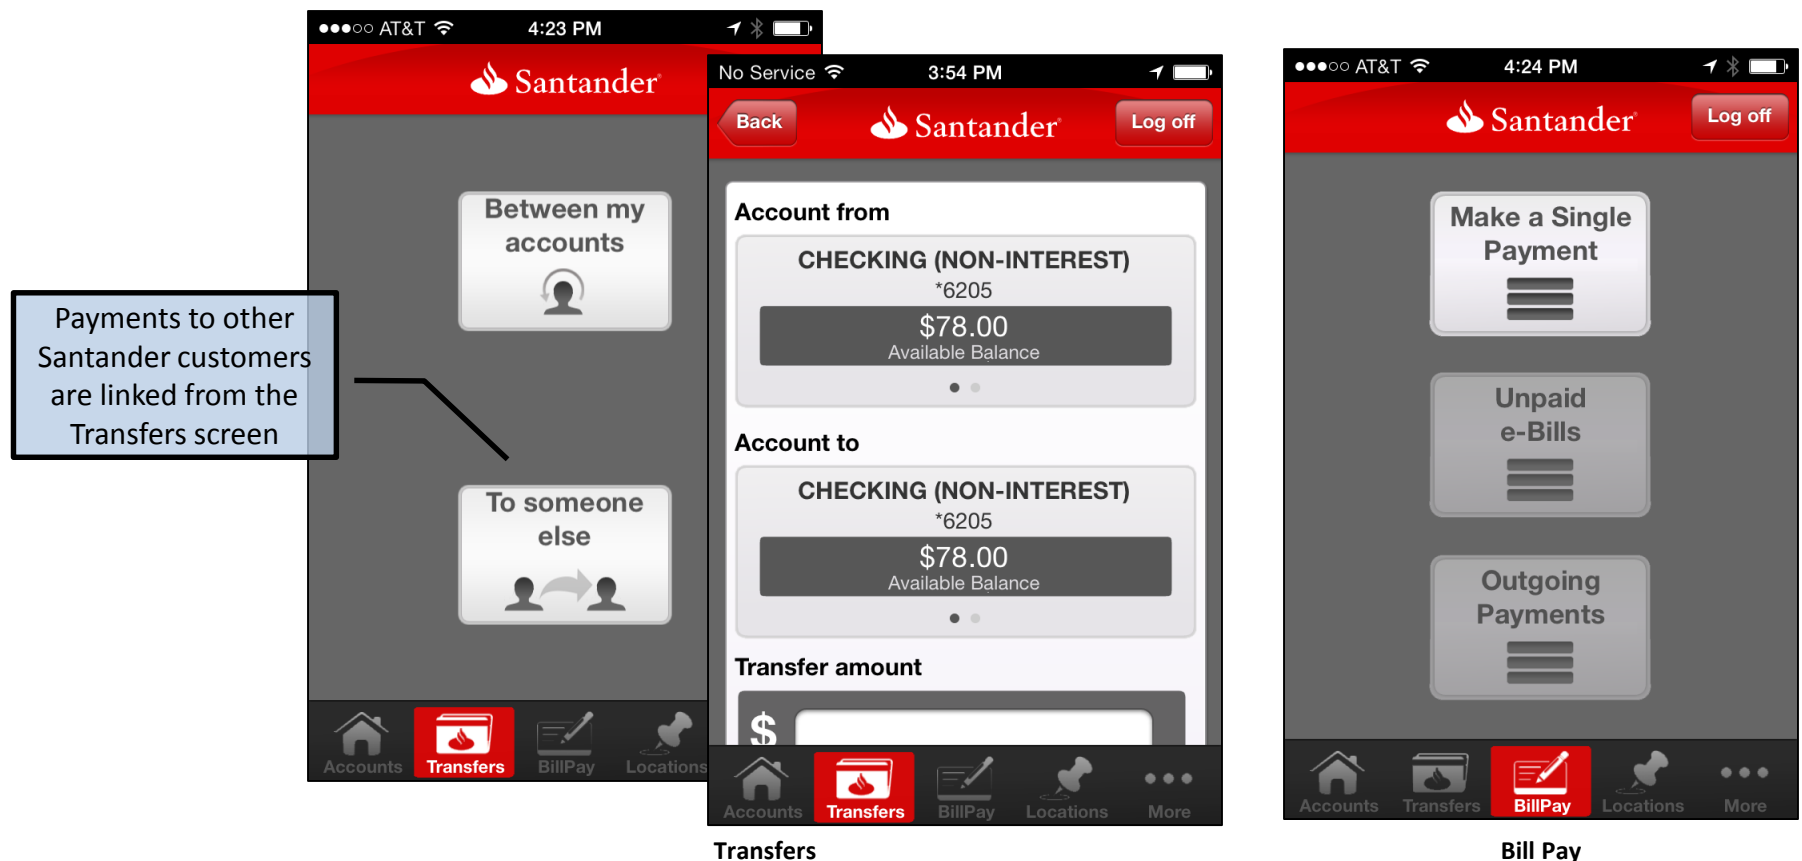 AT&T 4:23 PM
Santander
Between my
accounts
To someone
else
Accounts Transfers BillPay Locations
Payments to other
Santander customers
are linked from the
Transfers screen
No Service 3:54 PM
Back Santander Log off
Account from
CHECKING (NON-INTEREST)
*6205
$78.00
Available Balance
Account to
CHECKING (NON-INTEREST)
*6205
$78.00
Available Balance
Transfer amount
$
Accounts Transfers BillPay Locations More
Transfers
AT&T 4:24 PM
Santander Log off
Make a Single
Payment
Unpaid
e-Bills
Outgoing
Payments
Accounts Transfers BillPay Locations More
Bill Pay